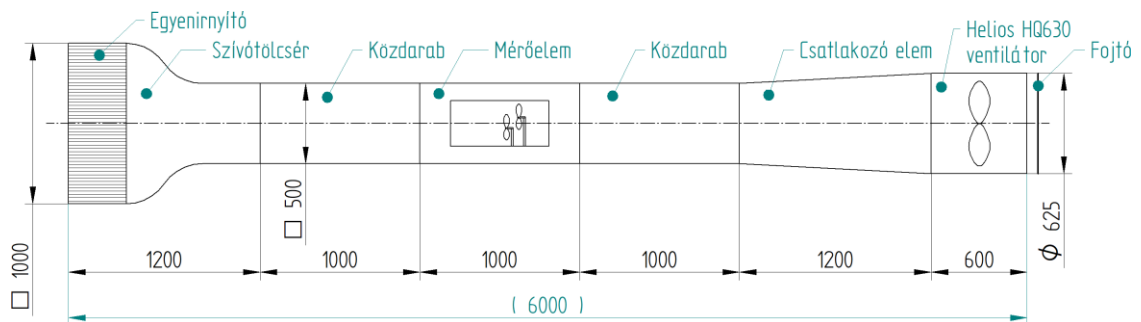 Egyenirnyító
Szívótölcsér
Közdarab
Mérőelem
Közdarab
Csatlakozó elem
Helios HQ630
ventilátor
Fojtó
□ 1000
□ 500
ϕ 625
1200
1000
1000
1000
1200
600
( 6000 )